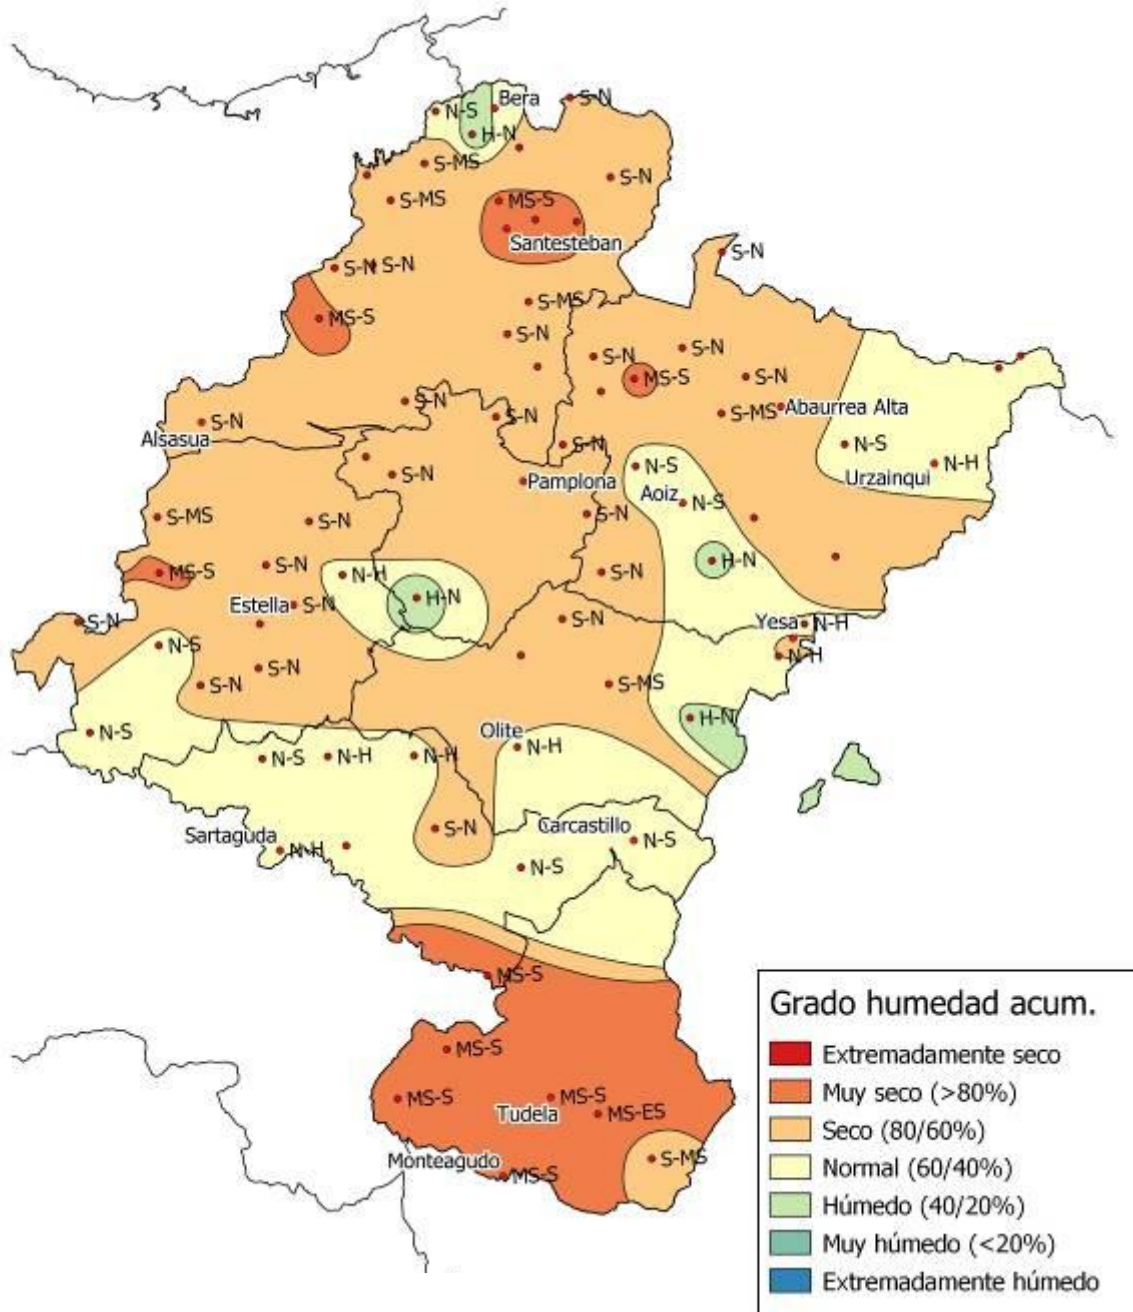 Bera
S-N
N-S
H-N
S-MS
S-N
S-MS
MS-S
Santesteban
S-N
S-N
S-N
MS-S
S-MS
S-N
S-N
S-N
MS-S
S-N
S-MS
Abaurrea Alta
S-N
S-N
S-N
Alsasua
S-N
N-S
Urzainqui
N-H
S-N
Pamplona
N-S
Aoiz
N-S
S-MS
S-N
S-N
MS-S
S-N
N-H
H-N
S-N
H-N
Estella
S-N
S-N
S-N
Yesa
N-H
N-H
N-S
S-N
S-N
S-MS
H-N
N-S
Olite
N-H
N-S
N-H
N-H
Sartaguda
N-H
S-N
Carcastillo
N-S
N-S
MS-S
MS-S
MS-S
MS-S
Tudela
MS-ES
Monteagudo
MS-S
S-MS
Grado humedad acum.
Extremadamente seco
Muy seco (>80%)
Seco (80/60%)
Normal (60/40%)
Húmedo (40/20%)
Muy húmedo (<20%)
Extremadamente húmedo